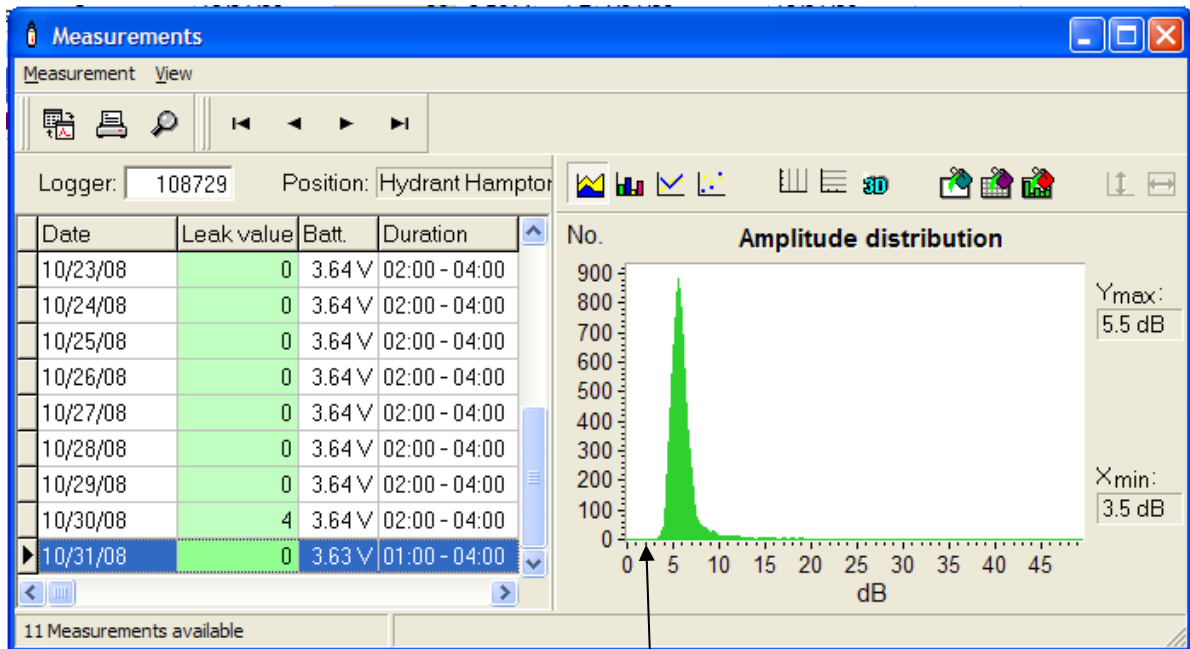 Measurements
Measurement View
Logger: 108729 Position: Hydrant Hampton
3D
Date Leak value Batt. Duration
10/23/08 0 3.64 V 02:00 - 04:00
10/24/08 0 3.64 V 02:00 - 04:00
10/25/08 0 3.64 V 02:00 - 04:00
10/26/08 0 3.64 V 02:00 - 04:00
10/27/08 0 3.64 V 02:00 - 04:00
10/28/08 0 3.64 V 02:00 - 04:00
10/29/08 0 3.64 V 02:00 - 04:00
10/30/08 4 3.64 V 02:00 - 04:00
10/31/08 0 3.63 V 01:00 - 04:00
No. Amplitude distribution
900
800
700
600
500
400
300
200
100
0
0 5 10 15 20 25 30 35 40 45
dB
Ymax:
5.5 dB
Xmin:
3.5 dB
11 Measurements available